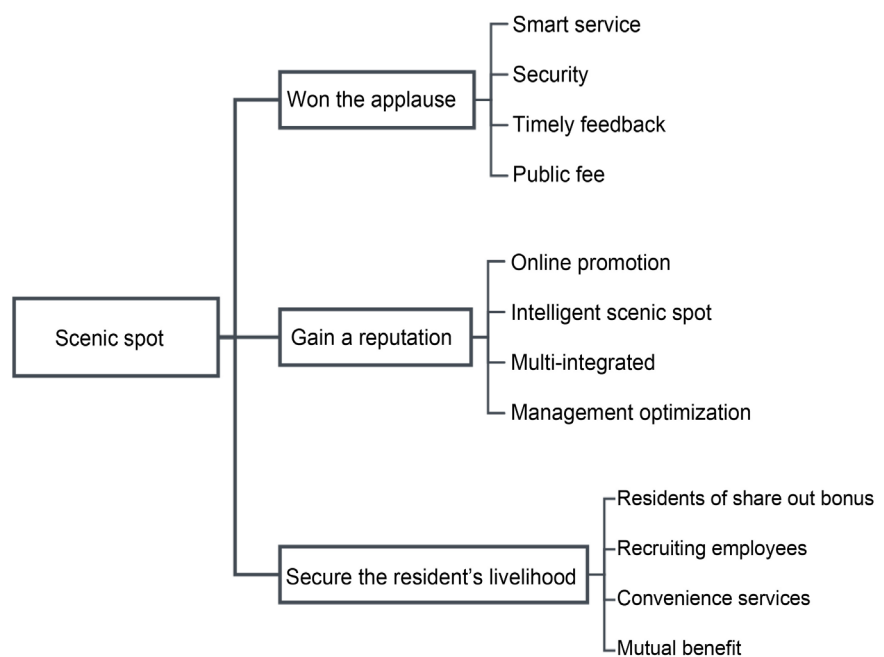 Scenic spot
Won the applause
Smart service
Security
Timely feedback
Public fee
Gain a reputation
Online promotion
Intelligent scenic spot
Multi-integrated
Management optimization
Secure the resident's livelihood
Residents of share out bonus
Recruiting employees
Convenience services
Mutual benefit